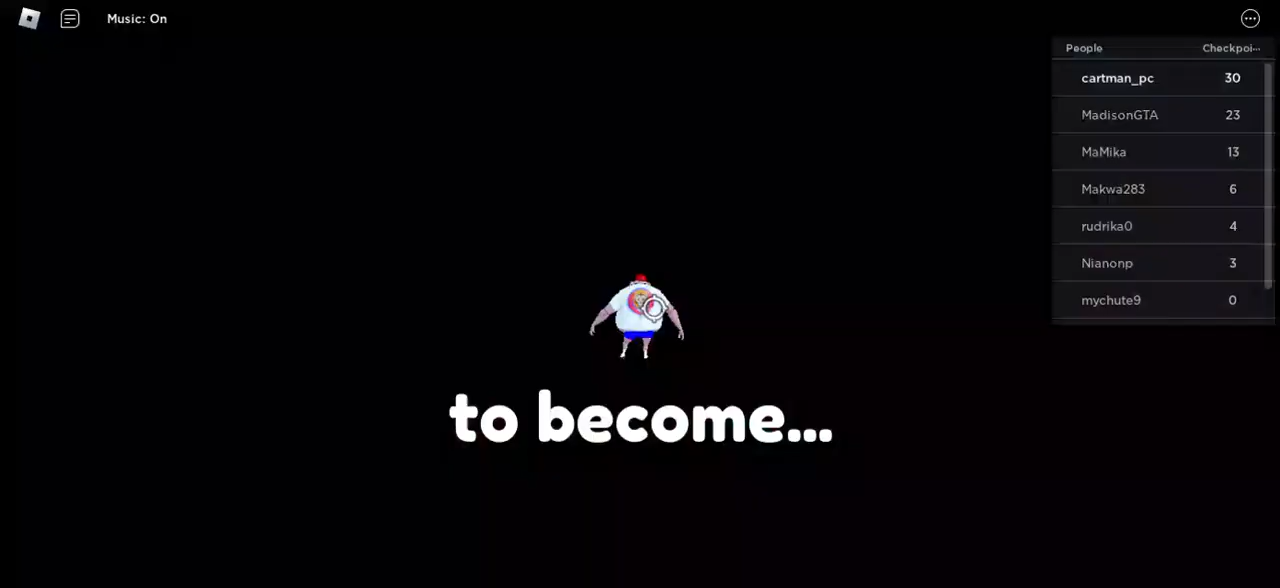 Music: On
People Checkpoi...
cartman_pc 30
MadisonGTA 23
MaMika 13
Makwa283 6
rudrika0 4
Nianonp 3
mychute9 0
to become...